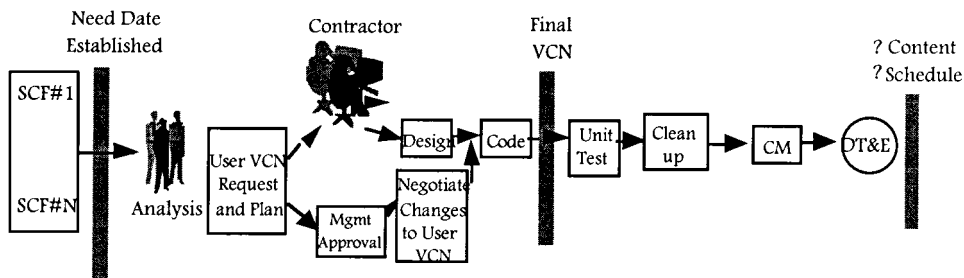 Need Date
Established
Contractor
Final
VCN
? Content
? Schedule
SCF#1
SCF#N
Analysis
User VCN
Request
and Plan
Mgmt
Approval
Design
Negotiate
Changes
to User
VCN
Code
Unit
Test
Clean
up
CM
DT&E